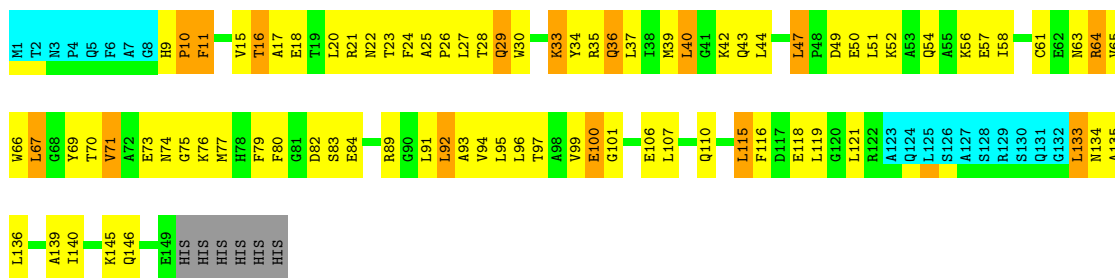 M1 T2 N3 P4 Q5 F6 A7 G8 H9 P10 F11 V15 T16 A17 E18 T19 L20 R21 N22 T23 F24 A25 P26 L27 T28 Q29 W30 K33 Y34 R35 Q36 L37 I38 M39 L40 G41 K42 Q43 L44 L47 P48 D49 E50 L51 K52 A53 Q54 A55 K56 E57 I58 C61 E62 N63 R64 V65
W66 L67 G68 Y69 T70 V71 A72 E73 N74 G75 K76 M77 H78 F79 F80 G81 D82 S83 E84 R89 G90 L91 L92 A93 V94 L95 L96 T97 A98 V99 E100 G101 E106 L107 Q110 L115 F116 D117 E118 L119 G120 L121 R122 A123 Q124 L125 S126 A127 S128 R129 S130 Q131 G132 L133 N134 A135
L136 A139 I140 K145 Q146 E149 HIS HIS HIS HIS HIS HIS